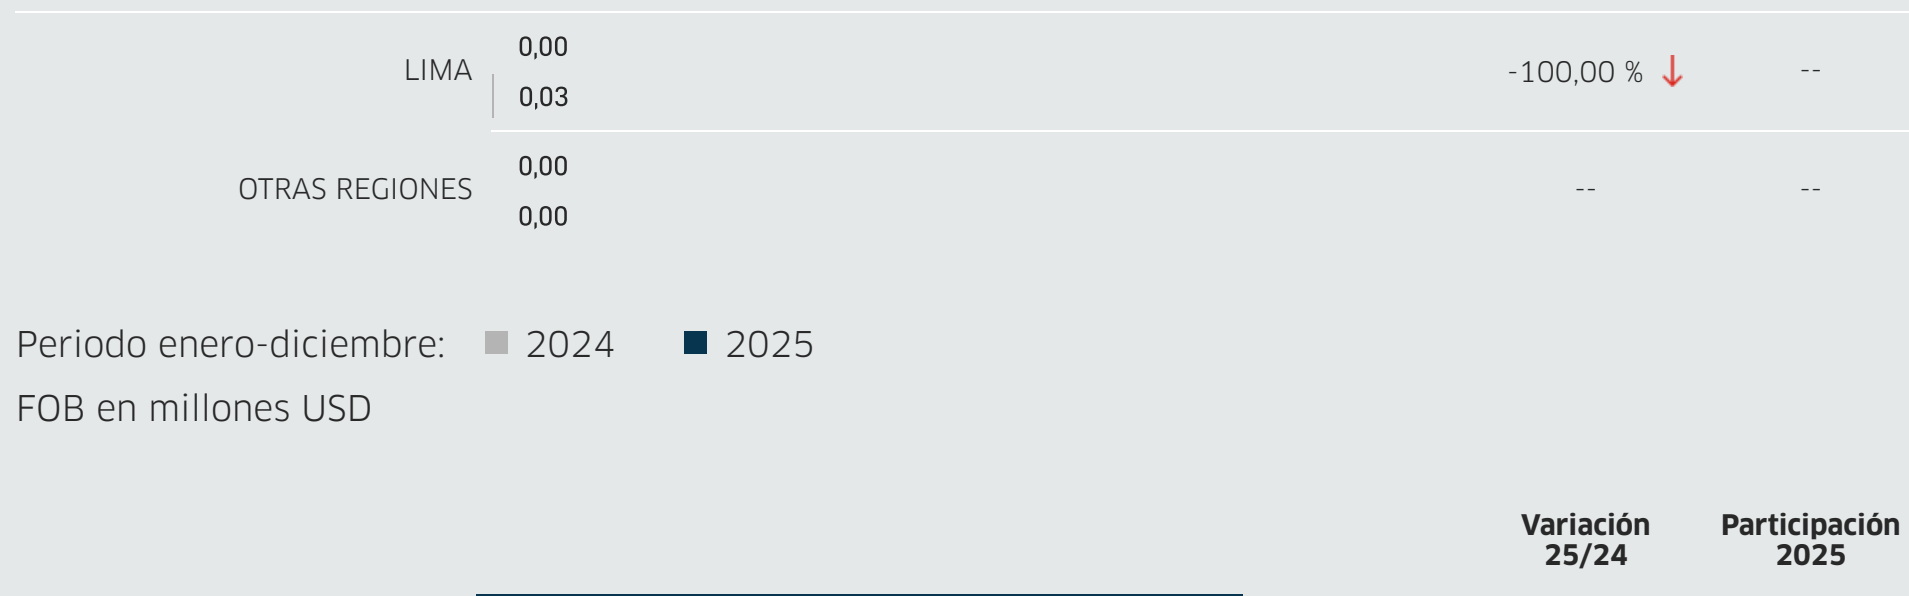 0,00
LIMA -100,00 % --
0,03
0,00
OTRAS REGIONES -- --
0,00
Periodo enero-diciembre: 2024 2025
FOB en millones USD
Variación Participación
25/24 2025